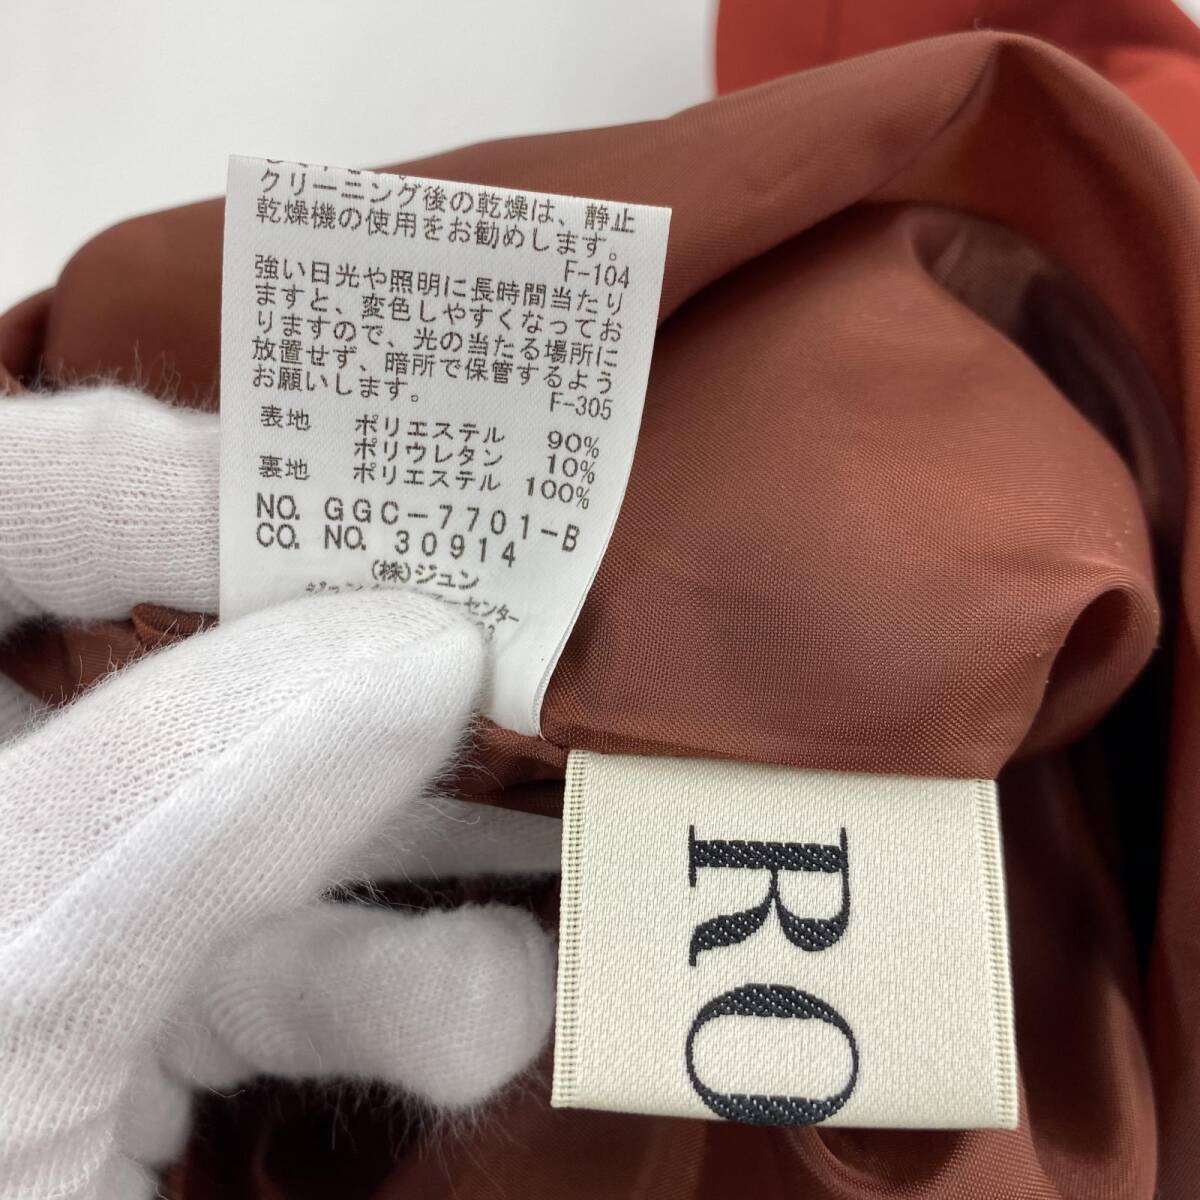 クリーニング後の乾燥は、静止
乾燥機の使用をお勧めします。
F-104
強い日光や照明に長時間当たり
ますと、変色しやすくなってお
りますので、光の当たる場所に
放置せず、暗所で保管するよう
お願いします。
F-305
表地 ポリエステル 90%
ポリウレタン 10%
裏地 ポリエステル 100%
NO. GGC-7701-B
CO. NO. 30914
(株)ジュン
センター
RO